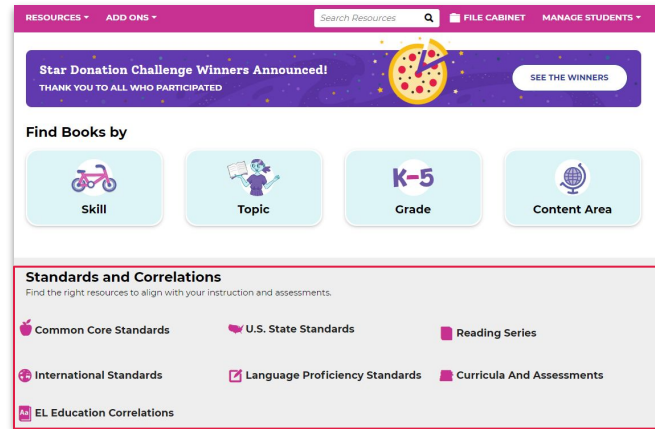 RESOURCES ADD ONS Search Resources FILE CABINET MANAGE STUDENTS
Star Donation Challenge Winners Announced!
THANK YOU TO ALL WHO PARTICIPATED
SEE THE WINNERS
Find Books by
K-5
Skill Topic Grade Content Area
Standards and Correlations
Find the right resources to align with your instruction and assessments.
Common Core Standards U.S. State Standards Reading Series
International Standards Language Proficiency Standards Curricula And Assessments
Aa EL Education Correlations